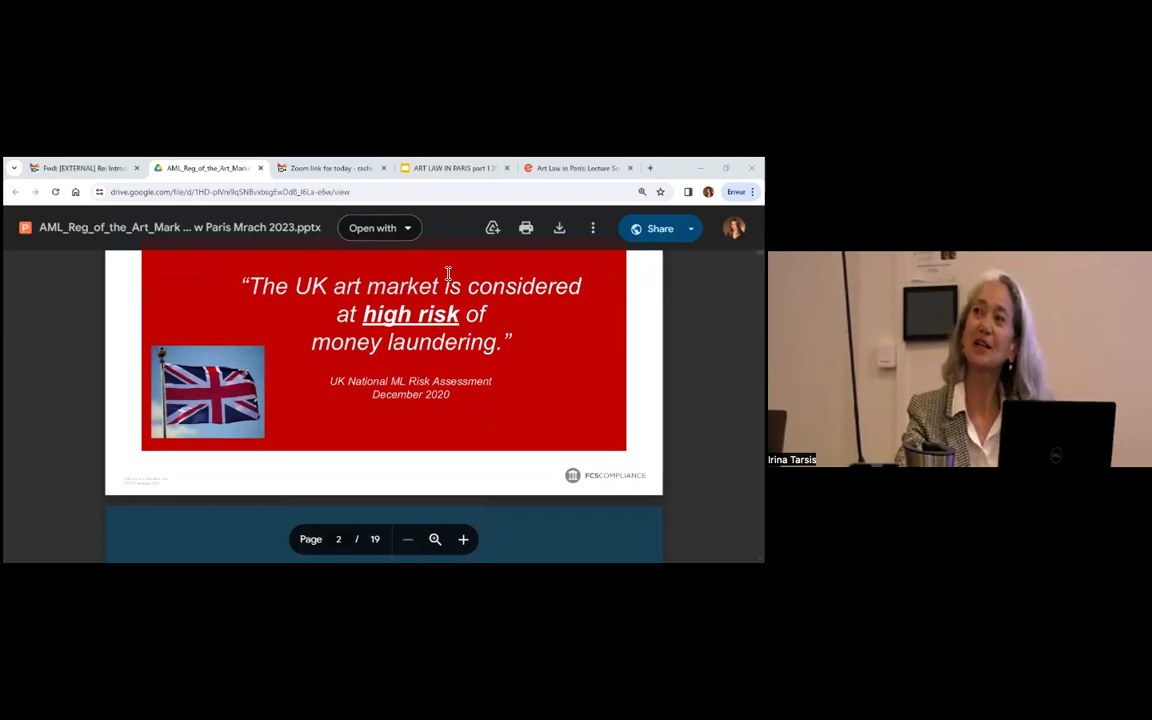 Fwd: [EXTERNAL] Re: Introd
AML_Reg_of_the_Art_Marke
Zoom link for today - rache
ART LAW IN PARIS part 1 2
Art Law in Paris: Lecture Se
drive.google.com/file/d/1HD-pIVni9qSNBvxbsgEwDd8_I6La-e6w/view
Erreur
P
AML_Reg_of_the_Art_Mark ... w Paris Mrach 2023.pptx
Open with
Share
“The UK art market is considered
at high risk of
money laundering.”
UK National ML Risk Assessment
December 2020
FCSCOMPLIANCE
Page 2 / 19
Irina Tarsis